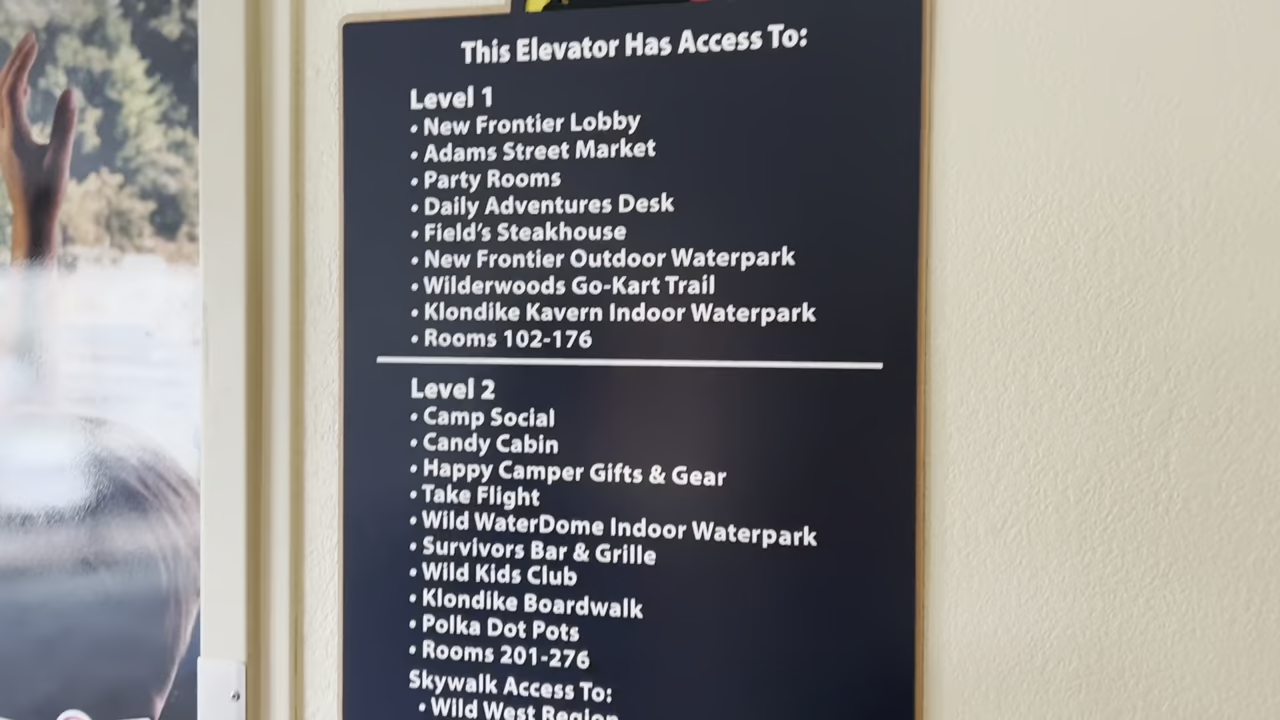 This Elevator Has Access To:
Level 1
• New Frontier Lobby
• Adams Street Market
• Party Rooms
• Daily Adventures Desk
• Field's Steakhouse
• New Frontier Outdoor Waterpark
• Wilderwoods Go-Kart Trail
• Klondike Kavern Indoor Waterpark
• Rooms 102-176
Level 2
• Camp Social
• Candy Cabin
• Happy Camper Gifts & Gear
• Take Flight
• Wild WaterDome Indoor Waterpark
• Survivors Bar & Grille
• Wild Kids Club
• Klondike Boardwalk
• Polka Dot Pots
• Rooms 201-276
Skywalk Access To:
• Wild West Region